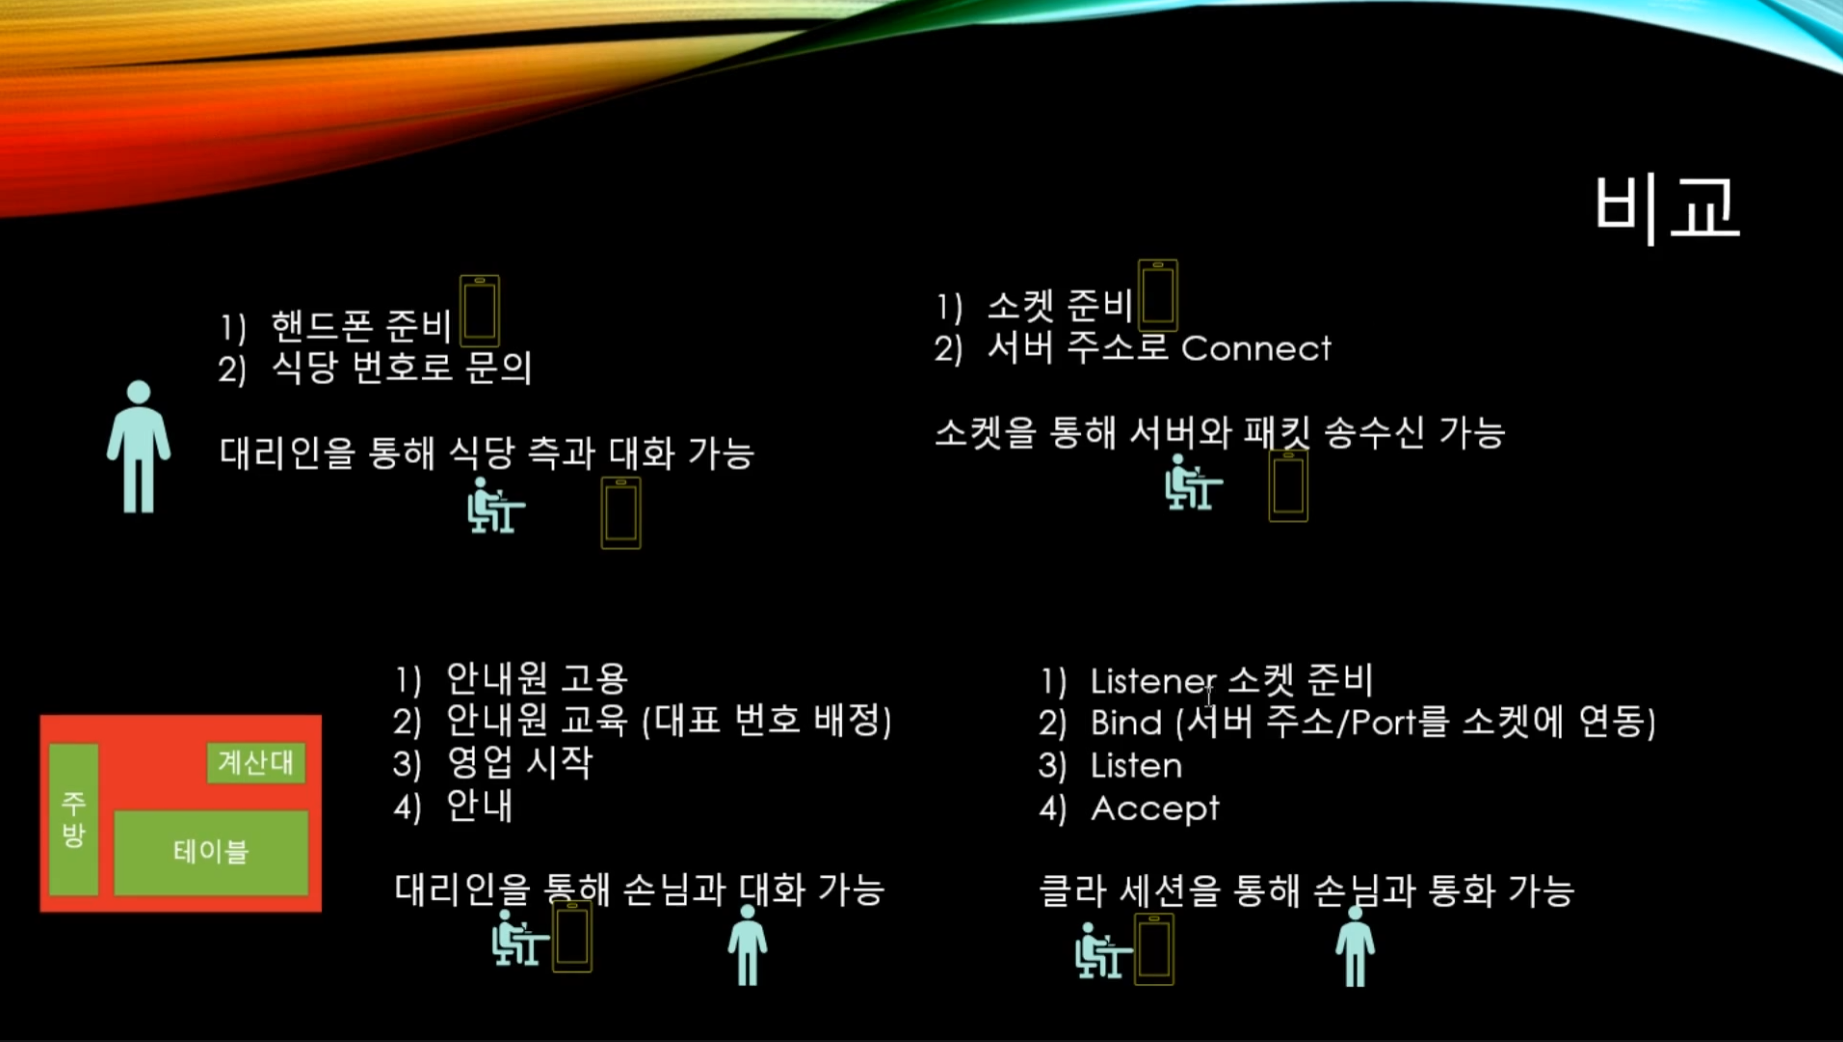 비교
1) 핸드폰 준비
2) 식당 번호로 문의
대리인을 통해 식당 측과 대화 가능
1) 소켓 준비
2) 서버 주소로 Connect
소켓을 통해 서버와 패킷 송수신 가능
주
방
계산대
테이블
1) 안내원 고용
2) 안내원 교육 (대표 번호 배정)
3) 영업 시작
4) 안내
대리인을 통해 손님과 대화 가능
1) Listener 소켓 준비
2) Bind (서버 주소/Port를 소켓에 연동)
3) Listen
4) Accept
클라 세션을 통해 손님과 통화 가능